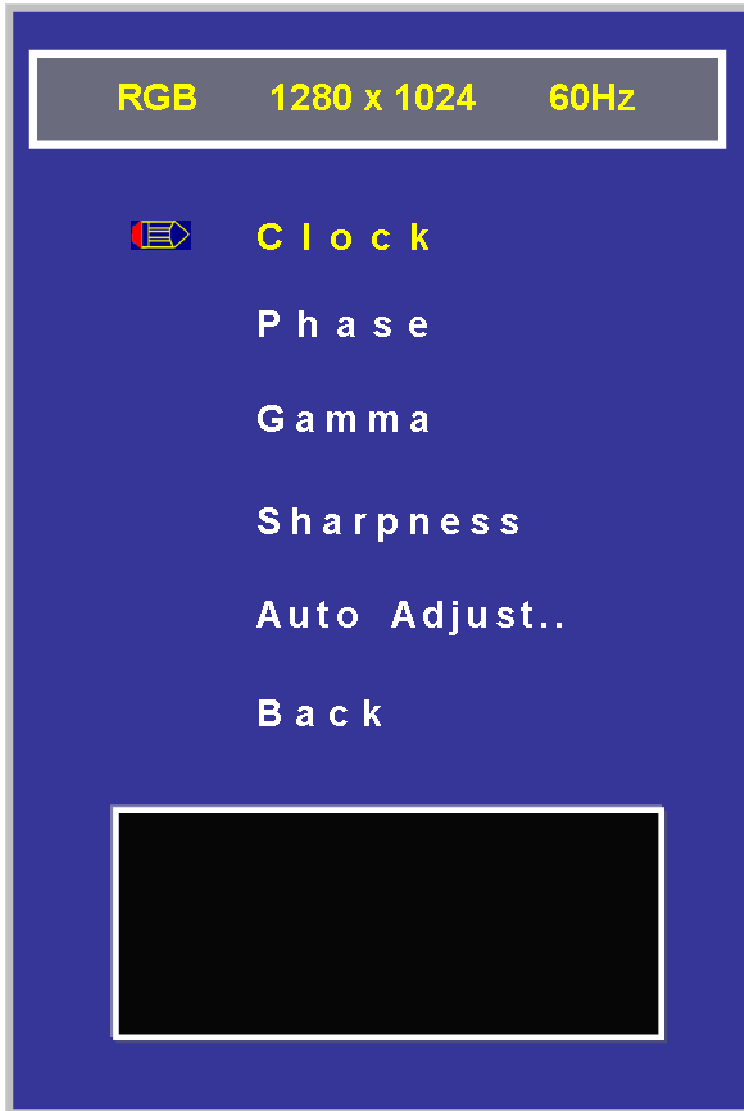 RGB 1280 x 1024 60Hz
Clock
Phase
Gamma
Sharpness
Auto Adjust..
Back